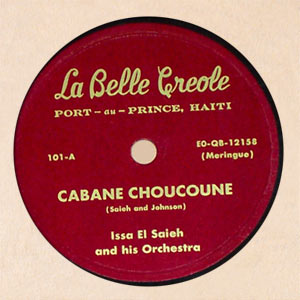 La Belle Creole
PORT-au-PRINCE, HAITI
101-A
E0-QB-12158
(Meringue)
CABANE CHOUCOUNE
(Saieh and Johnson)
Issa El Saieh
and his Orchestra